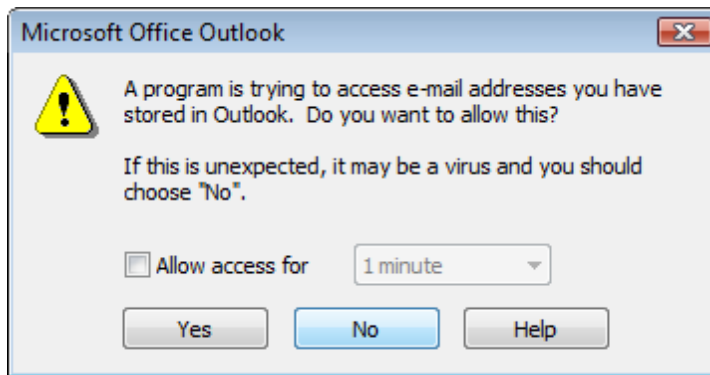 Microsoft Office Outlook
A program is trying to access e-mail addresses you have
stored in Outlook.  Do you want to allow this?
If this is unexpected, it may be a virus and you should
choose "No".
Allow access for
1 minute
Yes
No
Help